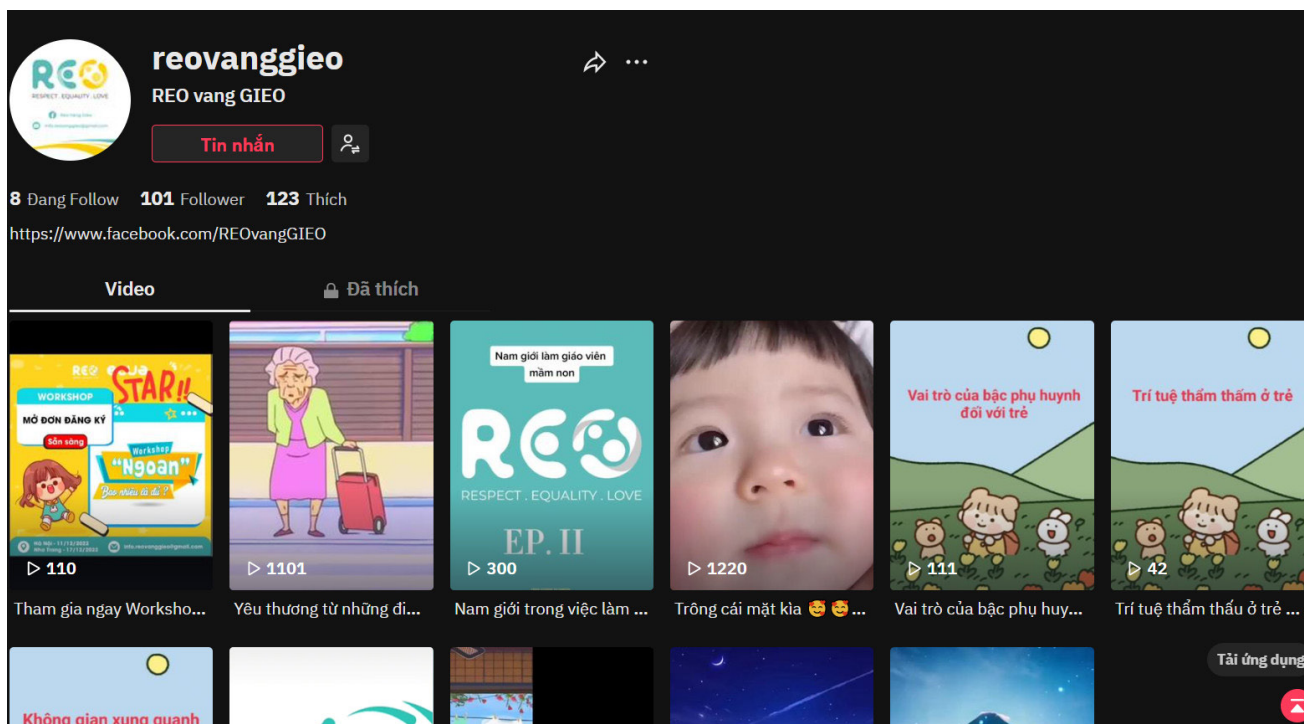 REO
RESPECT . EQUALITY . LOVE
reovanggieo
REO vang GIEO
Tin nhắn
8 Đang Follow 101 Follower 123 Thích
https://www.facebook.com/REOvangGIEO
Video
Đã thích
REO
STAR!!
WORKSHOP
MỞ ĐƠN ĐĂNG KÝ
Sẵn sàng
Workshop
"Ngoan"
Bao nhiêu là đủ ?
110
Tham gia ngay Worksho...
1101
Yêu thương từ những đi...
Nam giới làm giáo viên
mầm non
REO
RESPECT . EQUALITY . LOVE
EP. II
300
Nam giới trong việc làm ...
1220
Trông cái mặt kìa 🥰 🥰...
Vai trò của bậc phụ huynh
đối với trẻ
111
Vai trò của bậc phụ huy...
Trí tuệ thẩm thấm ở trẻ
42
Trí tuệ thẩm thấu ở trẻ ...
Không gian xung quanh
Tải ứng dụng